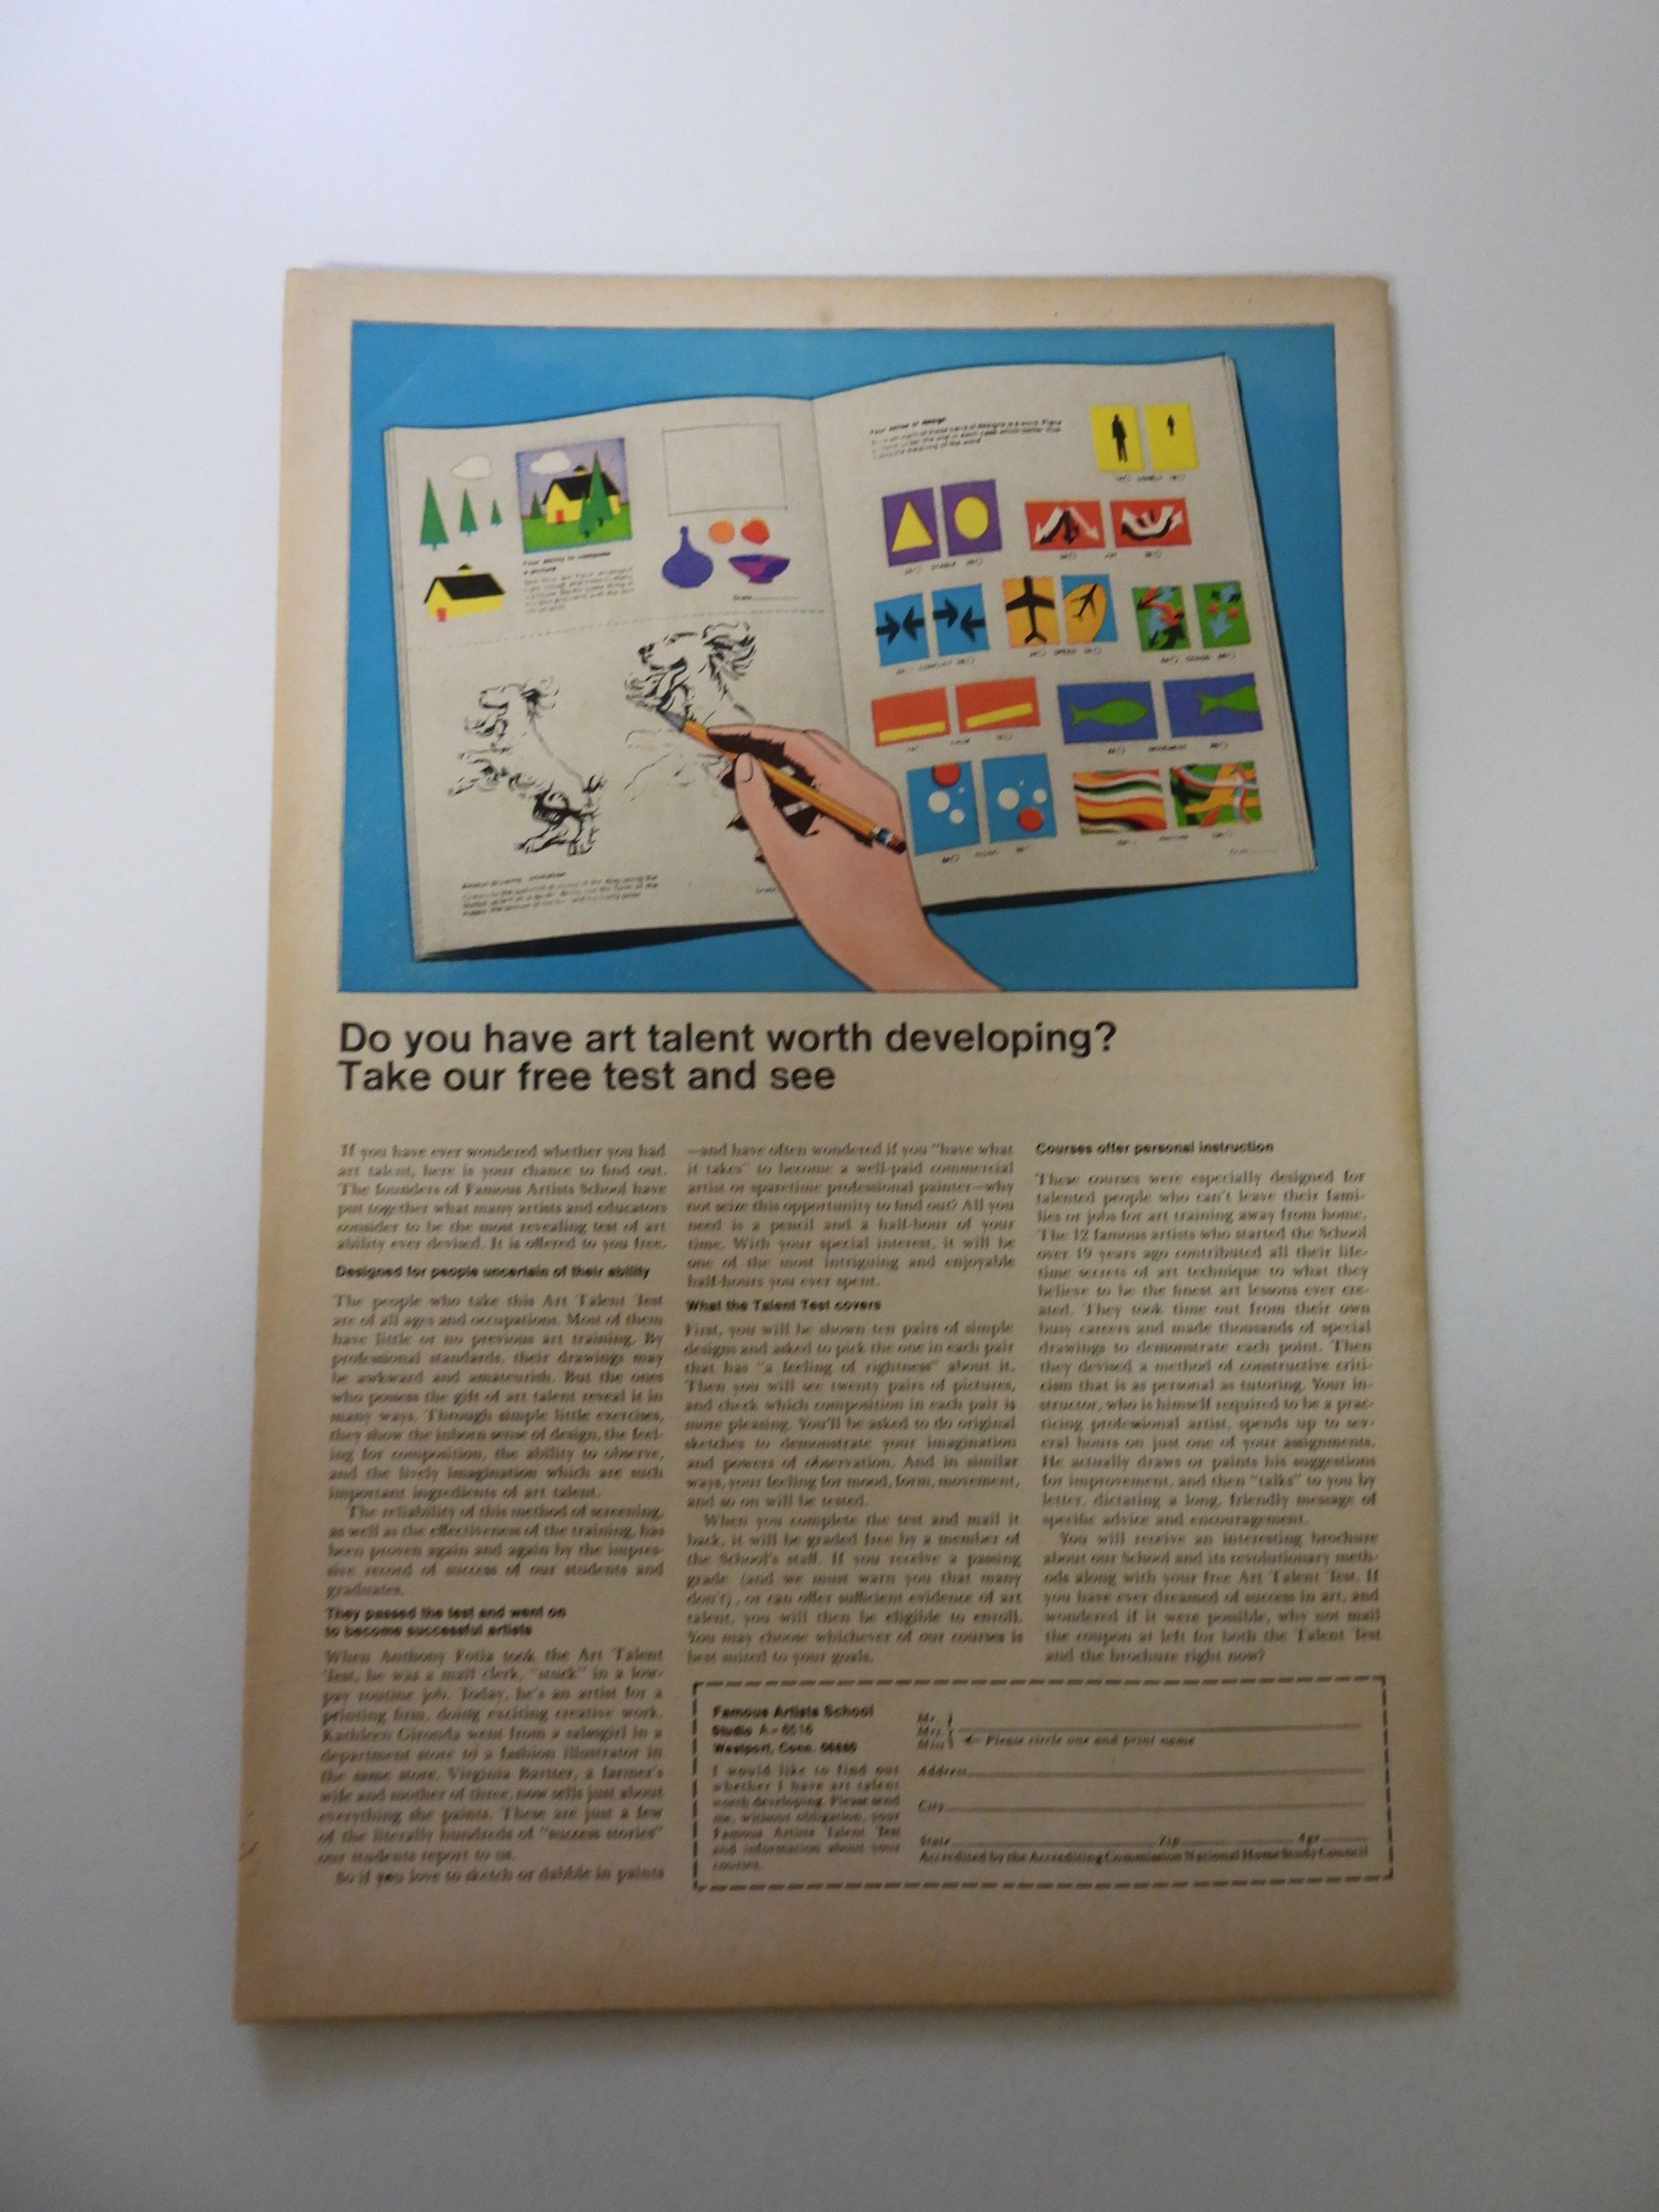 Do you have art talent worth developing?
Take our free test and see
If you have ever wondered whether you had
art talent, here is your chance to find out.
The founders of Famous Artists School have
put together what many artists and educators
consider to be the most revealing test of art
ability ever devised. It is offered to you free.
Designed for people uncertain of their ability
The people who take this Art Talent Test
are of all ages and occupations. Most of them
have little or no previous art training. By
professional standards, their drawings may
be awkward and amateurish. But the ones
who possess the gift of art talent reveal it in
many ways. Through simple little exercises,
they show the inborn sense of design, the feel-
ing for composition, the ability to observe,
and the lively imagination which are such
important ingredients of art talent.
The reliability of this method of screening,
as well as the effectiveness of the training, has
been proven again and again by the impres-
sive record of success of our students and
graduates.
They passed the test and went on
to become successful artists
When Anthony Fotia took the Art Talent
Test, he was a mail clerk, "stuck" in a low-
pay routine job. Today, he's an artist for a
printing firm, doing exciting creative work.
Kathleen Gironda went from a salesgirl in a
department store to a fashion illustrator in
the same store. Virginia Bartter, a farmer's
wife and mother of three, now sells just about
everything she paints. These are just a few
of the literally hundreds of "success stories"
our students report to us.
So if you love to sketch or dabble in paints
—and have often wondered if you "have what
it takes" to become a well-paid commercial
artist or sparetime professional painter—why
not seize this opportunity to find out? All you
need is a pencil and a half-hour of your
time. With your special interest, it will be
one of the most intriguing and enjoyable
half-hours you ever spent.
What the Talent Test covers
First, you will be shown ten pairs of simple
designs and asked to pick the one in each pair
that has "a feeling of rightness" about it.
Then you will see twenty pairs of pictures,
and check which composition in each pair is
more pleasing. You'll be asked to do original
sketches to demonstrate your imagination
and powers of observation. And in similar
ways, your feeling for mood, form, movement,
and so on will be tested.
When you complete the test and mail it
back, it will be graded free by a member of
the School's staff. If you receive a passing
grade (and we must warn you that many
don't), or can offer sufficient evidence of art
talent, you will then be eligible to enroll.
You may choose whichever of our courses is
best suited to your goals.
Courses offer personal instruction
These courses were especially designed for
talented people who can't leave their fami-
lies or jobs for art training away from home.
The 12 famous artists who started the School
over 19 years ago contributed all their life-
time secrets of art technique to what they
believe to be the finest art lessons ever cre-
ated. They took time out from their own
busy careers and made thousands of special
drawings to demonstrate each point. Then
they devised a method of constructive criti-
cism that is as personal as tutoring. Your in-
structor, who is himself required to be a prac-
ticing professional artist, spends up to sev-
eral hours on just one of your assignments.
He actually draws or paints his suggestions
for improvement, and then "talks" to you by
letter, dictating a long, friendly message of
specific advice and encouragement.
You will receive an interesting brochure
about our School and its revolutionary meth-
ods along with your free Art Talent Test. If
you have ever dreamed of success in art, and
wondered if it were possible, why not mail
the coupon at left for both the Talent Test
and the brochure right now?
Famous Artists School
Studio
Westport, Conn.
I would like to find out
whether I have art talent
worth developing. Please send
me, without obligation, your
Famous Artists Talent Test
and information about your
courses.
Mr.
Mrs.
Miss
Please circle one and print name
Address
City
State Zip Age
Accredited by the Accrediting Commission National Home Study Council